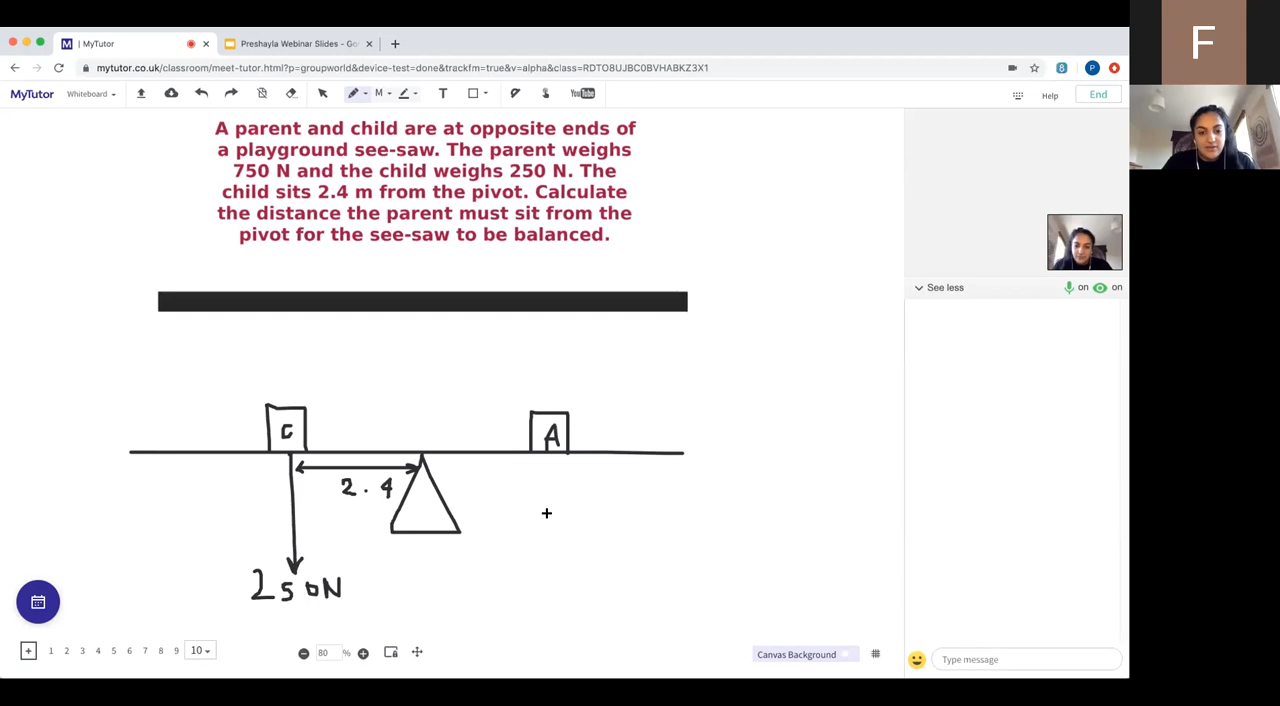 F
M | MyTutor
Preshayla Webinar Slides - Go
mytutor.co.uk/classroom/meet-tutor.html?p=groupworld&device-test=done&trackfm=true&v=alpha&class=RDTO8UJBC0BVHABKZ3X1
8
P
MyTutor
Whiteboard
M
T
YouTube
Help
End
A parent and child are at opposite ends of
a playground see-saw. The parent weighs
750 N and the child weighs 250 N. The
child sits 2.4 m from the pivot. Calculate
the distance the parent must sit from the
pivot for the see-saw to be balanced.
See less
on
on
C
A
2.4
250N
+ 1 2 3 4 5 6 7 8 9 10
80 %
Canvas Background
Type message